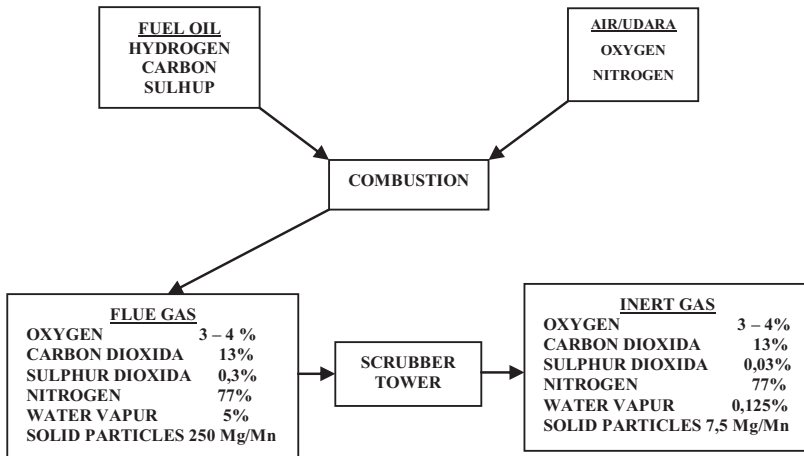 FUEL OIL
HYDROGEN
CARBON
SULHUP
AIR/UDARA
OXYGEN
NITROGEN
COMBUSTION
FLUE GAS
OXYGEN 3 – 4 %
CARBON DIOXIDA 13%
SULPHUR DIOXIDA 0,3%
NITROGEN 77%
WATER VAPUR 5%
SOLID PARTICLES 250 Mg/Mn
SCRUBBER
TOWER
INERT GAS
OXYGEN 3 – 4%
CARBON DIOXIDA 13%
SULPHUR DIOXIDA 0,03%
NITROGEN 77%
WATER VAPUR 0,125%
SOLID PARTICLES 7,5 Mg/Mn